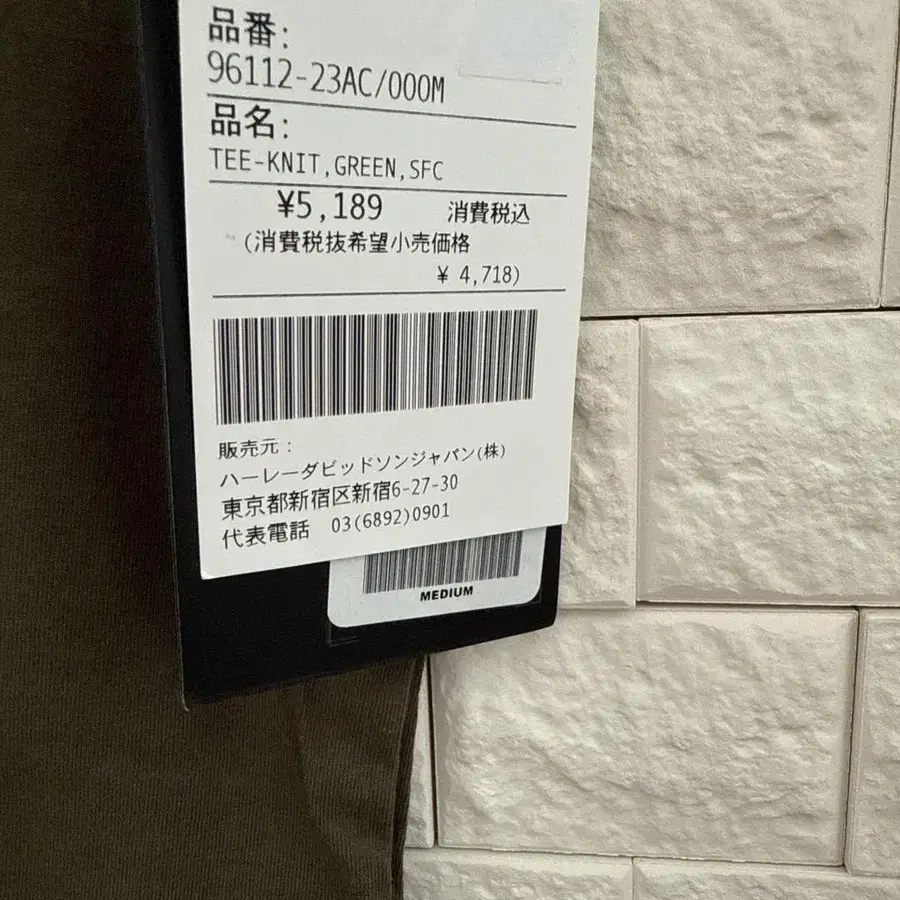 品番:
96112-23AC/000M
品名:
TEE-KNIT,GREEN,SFC
¥5,189 消費税込
(消費税抜希望小売価格
¥ 4,718)
販売元:
ハーレーダビッドソンジャパン(株)
東京都新宿区新宿6-27-30
代表電話 03(6892)0901
MEDIUM